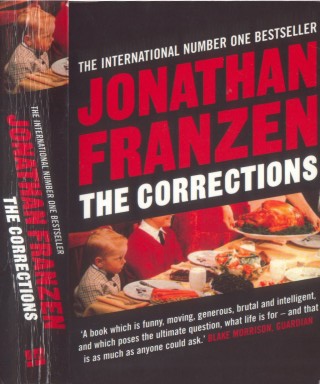 THE INTERNATIONAL NUMBER ONE BESTSELLER
JONATHAN
FRANZEN
THE CORRECTIONS
'A book which is funny, moving, generous, brutal and intelligent,
and which poses the ultimate question, what life is for – and that
is as much as anyone could ask.' BLAKE MORRISON, GUARDIAN
THE INTERNATIONAL NUMBER ONE BESTSELLER
JONATHAN FRANZEN
THE CORRECTIONS